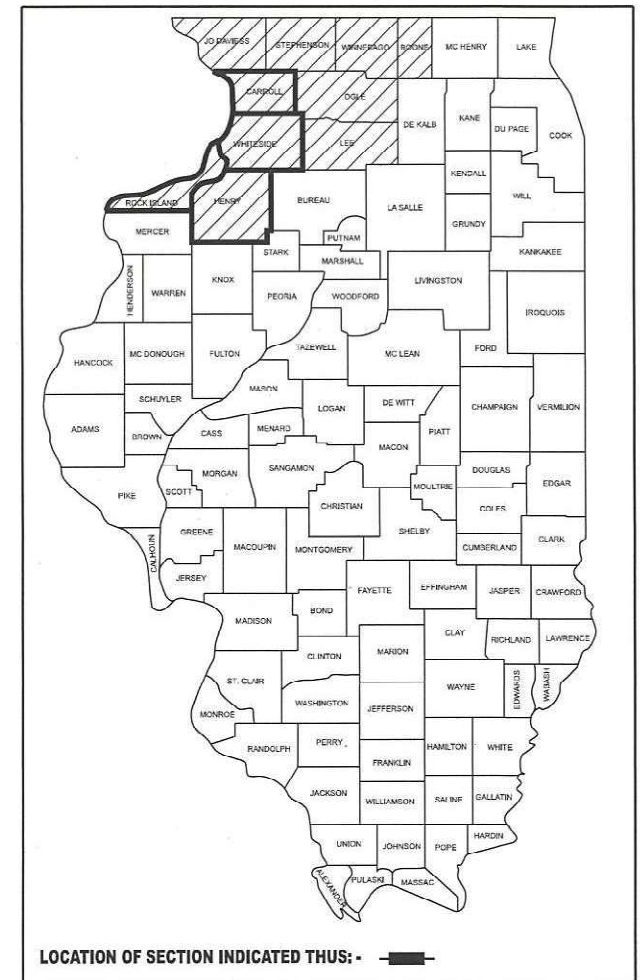 JO DAVIESS STEPHENSON WINNEBAGO BOONE MC HENRY LAKE
CARROLL OGLE
DE KALB KANE DU PAGE COOK
WHITESIDE LEE
KENDALL
ROCK ISLAND HENRY BUREAU LA SALLE WILL
GRUNDY
MERCER PUTNAM
STARK MARSHALL KANKAKEE
HENDERSON WARREN KNOX PEORIA WOODFORD LIVINGSTON
IROQUOIS
HANCOCK MC DONOUGH FULTON TAZEWELL MC LEAN FORD
MASON
SCHUYLER LOGAN DE WITT CHAMPAIGN VERMILION
ADAMS BROWN CASS MENARD PIATT
MACON
MORGAN SANGAMON DOUGLAS
PIKE SCOTT MOULTRIE EDGAR
CHRISTIAN COLES
GREENE SHELBY
CALHOUN MACOUPIN MONTGOMERY CUMBERLAND CLARK
JERSEY
FAYETTE EFFINGHAM JASPER CRAWFORD
MADISON BOND
CLAY RICHLAND LAWRENCE
CLINTON MARION
ST. CLAIR WAYNE EDWARDS WABASH
WASHINGTON JEFFERSON
MONROE
RANDOLPH PERRY HAMILTON WHITE
FRANKLIN
JACKSON WILLIAMSON SALINE GALLATIN
HARDIN
UNION JOHNSON POPE
ALEXANDER PULASKI MASSAC
LOCATION OF SECTION INDICATED THUS: -